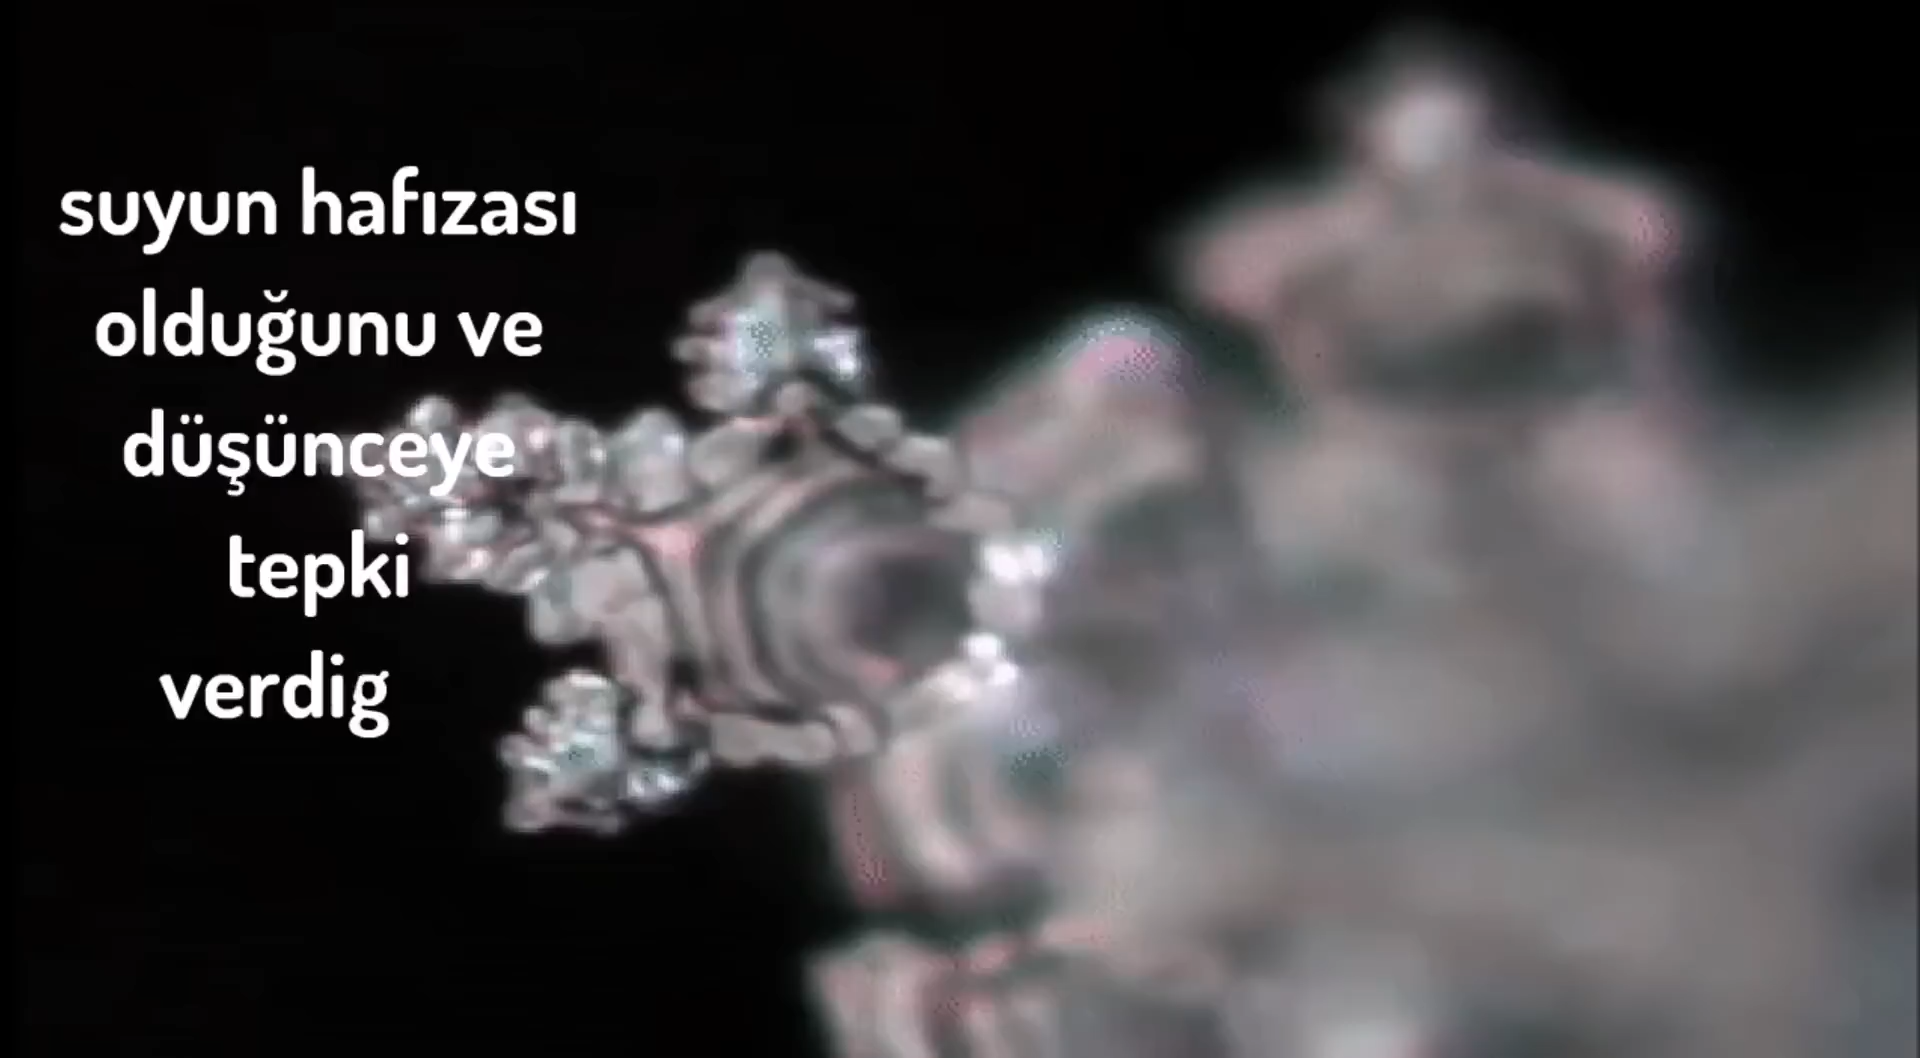 suyun hafızası
olduğunu ve
düşünceye
tepki
verdig